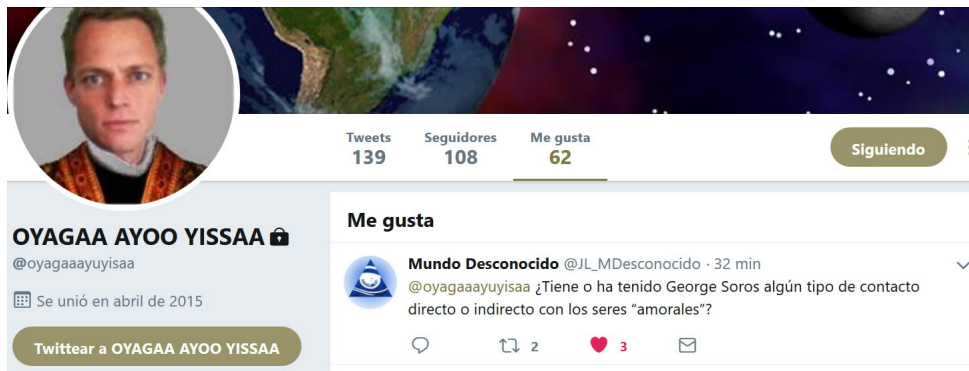 Tweets Seguidores Me gusta
139 108 62
Siguiendo
OYAGAA AYOO YISSAA
@oyagaaayuyisaa
Se unió en abril de 2015
Twittear a OYAGAA AYOO YISSAA
Me gusta
Mundo Desconocido @JL_MDesconocido · 32 min
@oyagaaayuyisaa ¿Tiene o ha tenido George Soros algún tipo de contacto
directo o indirecto con los seres “amorales”?
2 3